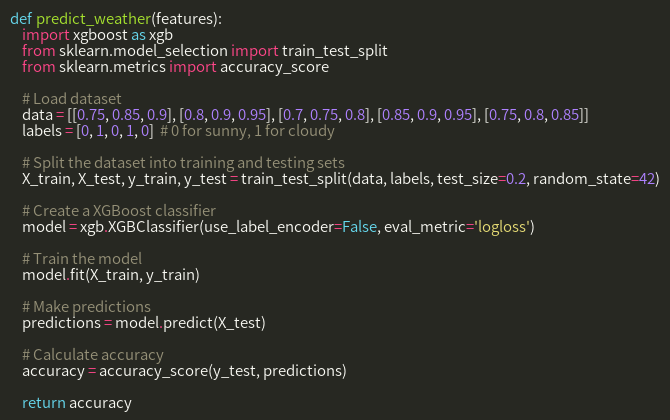 def predict_weather(features):
    import xgboost as xgb
    from sklearn.model_selection import train_test_split
    from sklearn.metrics import accuracy_score

    # Load dataset
    data = [[0.75, 0.85, 0.9], [0.8, 0.9, 0.95], [0.7, 0.75, 0.8], [0.85, 0.9, 0.95], [0.75, 0.8, 0.85]]
    labels = [0, 1, 0, 1, 0]  # 0 for sunny, 1 for cloudy

    # Split the dataset into training and testing sets
    X_train, X_test, y_train, y_test = train_test_split(data, labels, test_size=0.2, random_state=42)

    # Create a XGBoost classifier
    model = xgb.XGBClassifier(use_label_encoder=False, eval_metric='logloss')

    # Train the model
    model.fit(X_train, y_train)

    # Make predictions
    predictions = model.predict(X_test)

    # Calculate accuracy
    accuracy = accuracy_score(y_test, predictions)

    return accuracy